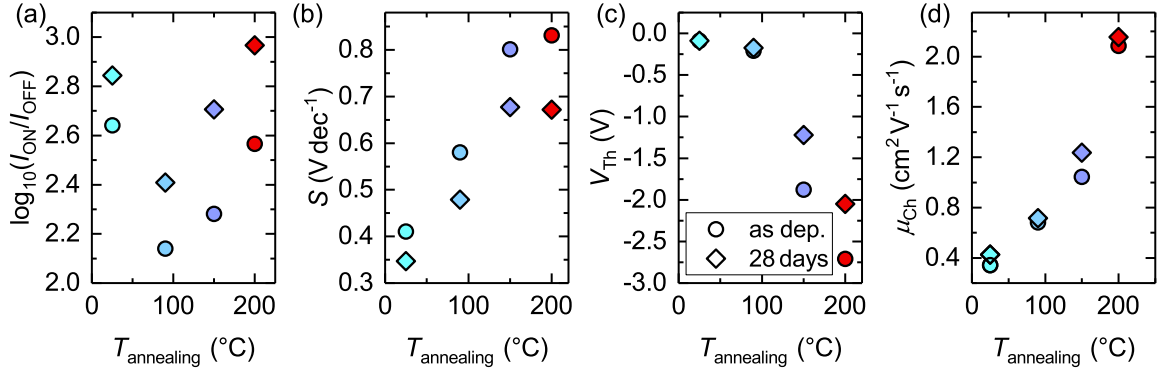 (a)
log10(ION/IOFF)
3.0
2.8
2.6
2.4
2.2
2.0
0
100
200
Tannealing (°C)
(b)
S (V dec-1)
0.8
0.7
0.6
0.5
0.4
0.3
0
100
200
Tannealing (°C)
(c)
VTh (V)
0.0
-0.5
-1.0
-1.5
-2.0
-2.5
-3.0
as dep.
28 days
0
100
200
Tannealing (°C)
(d)
μCh (cm2 V-1 s-1)
2.0
1.6
1.2
0.8
0.4
0
100
200
Tannealing (°C)